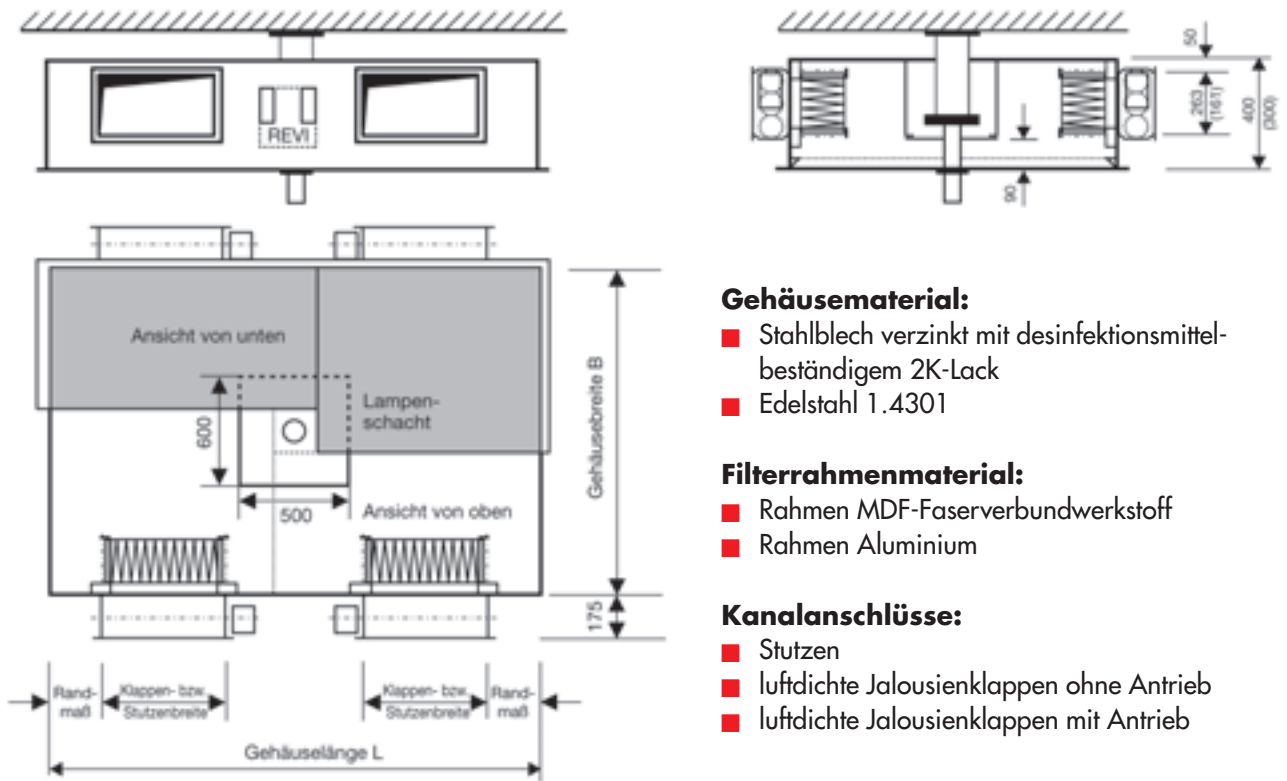 REVI
50
263
(161)
400
(300)
90
Ansicht von unten
Lampen-
schacht
600
500
Ansicht von oben
Gehäusebreite B
175
Rand-
maß
Klappen- bzw.
Stutzenbreite
Klappen- bzw.
Stutzenbreite
Rand-
maß
Gehäuselänge L
Gehäusematerial:
Stahlblech verzinkt mit desinfektionsmittel-
beständigem 2K-Lack
Edelstahl 1.4301
Filterrahmenmaterial:
Rahmen MDF-Faserverbundwerkstoff
Rahmen Aluminium
Kanalanschlüsse:
Stutzen
luftdichte Jalousienklappen ohne Antrieb
luftdichte Jalousienklappen mit Antrieb